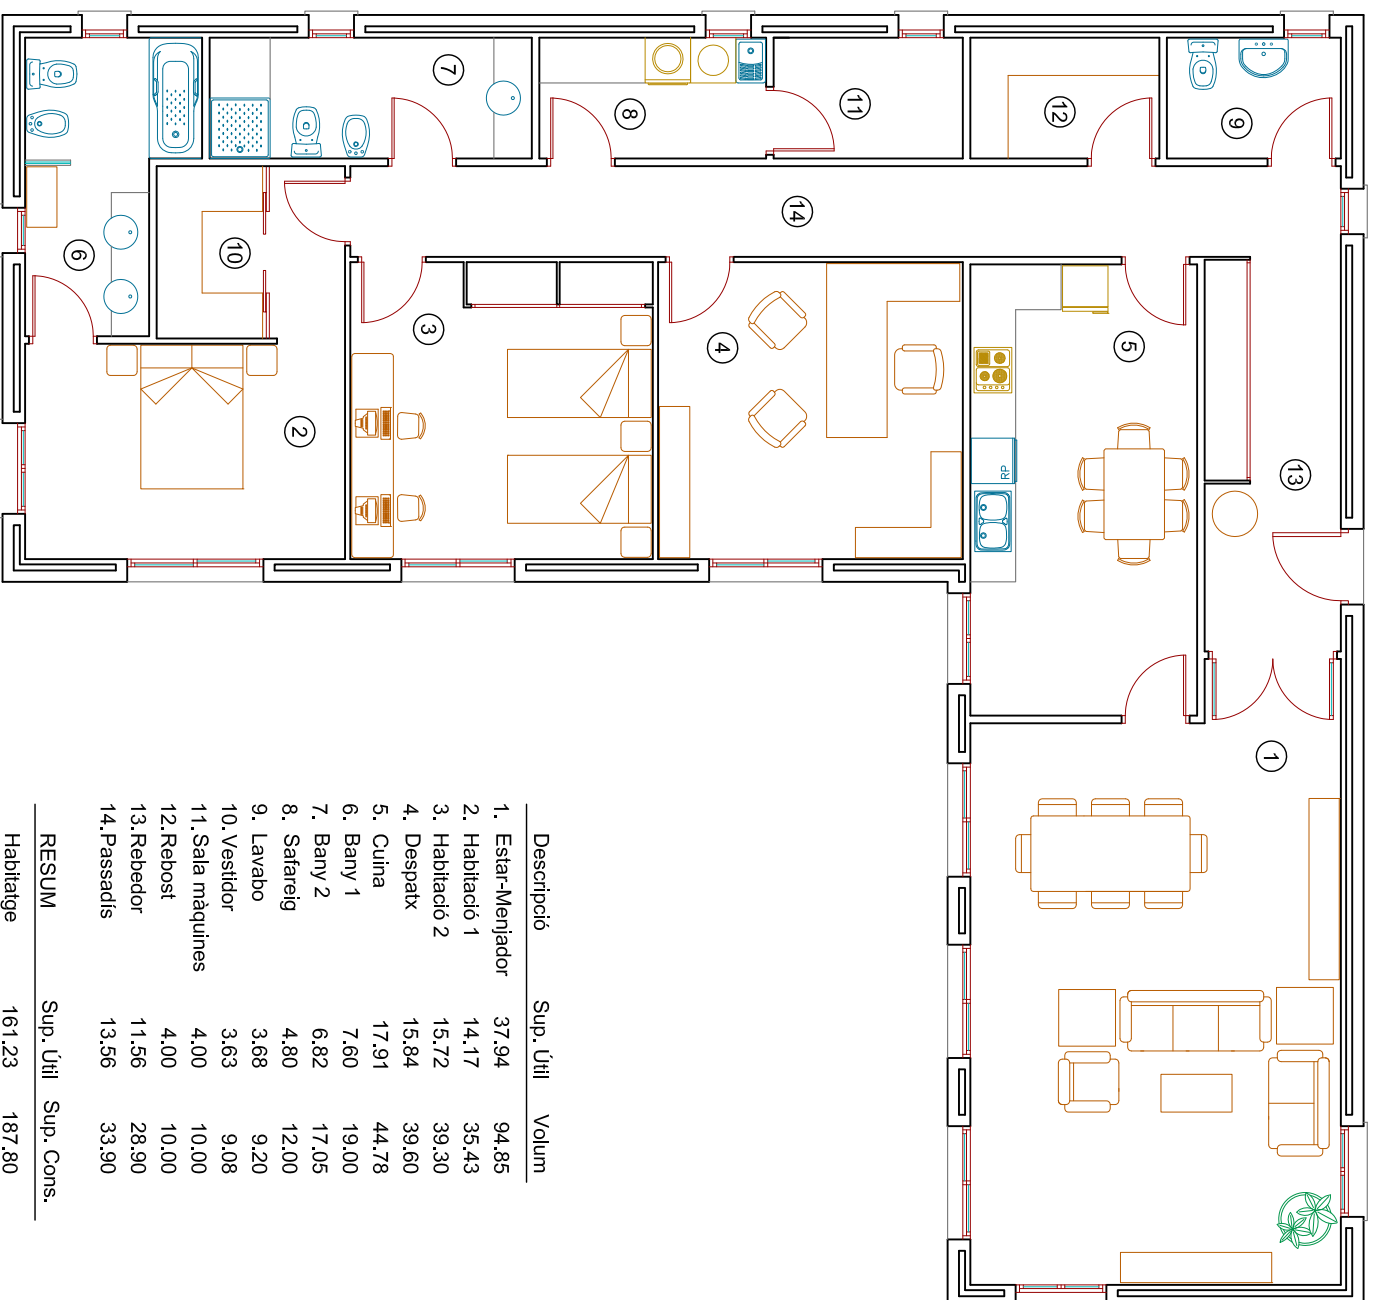 Descripció Sup. Útil Volum
1. Estar-Menjador 37.94 94.85
2. Habitació 1 14.17 35.43
3. Habitació 2 15.72 39.30
4. Despatx 15.84 39.60
5. Cuina 17.91 44.78
6. Bany 1 7.60 19.00
7. Bany 2 6.82 17.05
8. Safareig 4.80 12.00
9. Lavabo 3.68 9.20
10. Vestidor 3.63 9.08
11. Sala màquines 4.00 10.00
12. Rebost 4.00 10.00
13. Rebedor 11.56 28.90
14. Passadís 13.56 33.90
RESUM Sup. Útil Sup. Cons.
Habitatge 161.23 187.80
9
12
11
8
7
14
10
6
13
5
4
3
2
1
RP